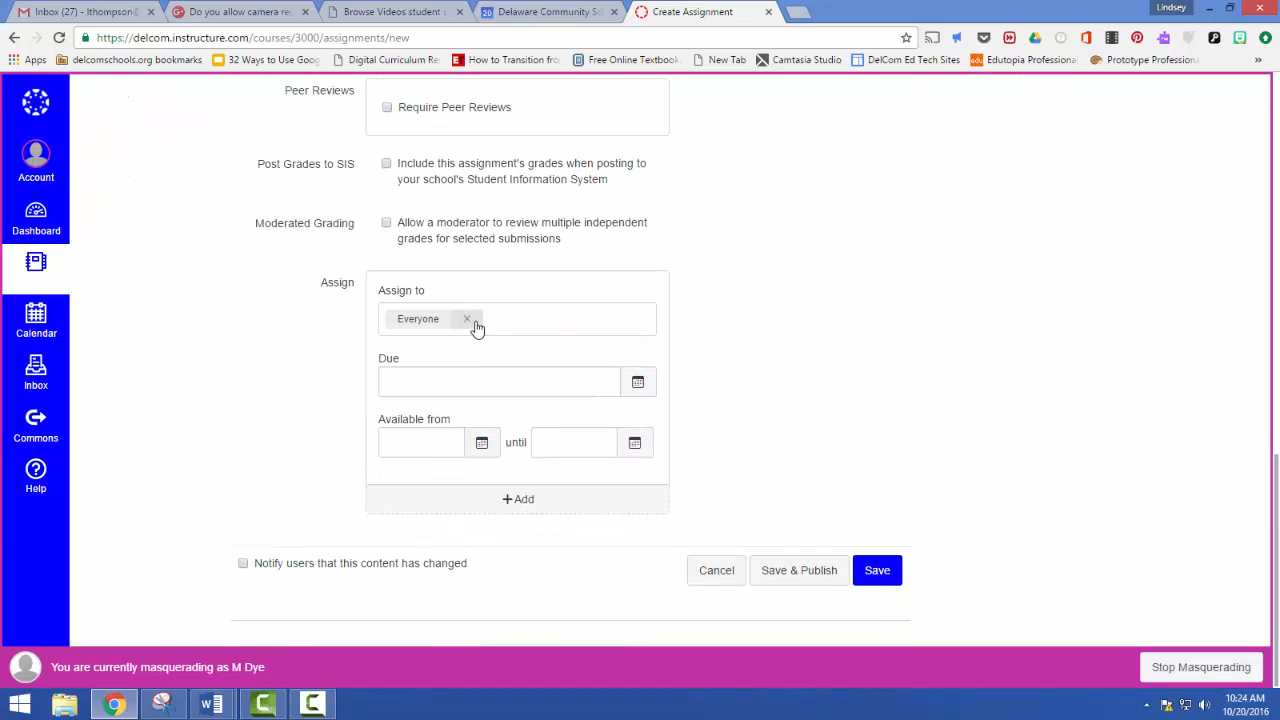 Inbox (27) - lthompson@
Do you allow camera rec
Browse Videos student c
20 Delaware Community Sc
Create Assignment
Lindsey
https://delcom.instructure.com/courses/3000/assignments/new
Apps
delcomschools.org bookmarks
32 Ways to Use Goog
Digital Curriculum Re
How to Transition fro
Free Online Textbook
New Tab
Camtasia Studio
DelCom Ed Tech Sites
edu Edutopia Professional
Prototype Professional
»
Peer Reviews
Require Peer Reviews
Post Grades to SIS
Include this assignment's grades when posting to
your school's Student Information System
Moderated Grading
Allow a moderator to review multiple independent
grades for selected submissions
Account
Dashboard
Calendar
Inbox
Commons
Help
Assign
Assign to
Everyone
Due
Available from
until
+ Add
Notify users that this content has changed
Cancel
Save & Publish
Save
You are currently masquerading as M Dye
Stop Masquerading
10:24 AM
10/20/2016